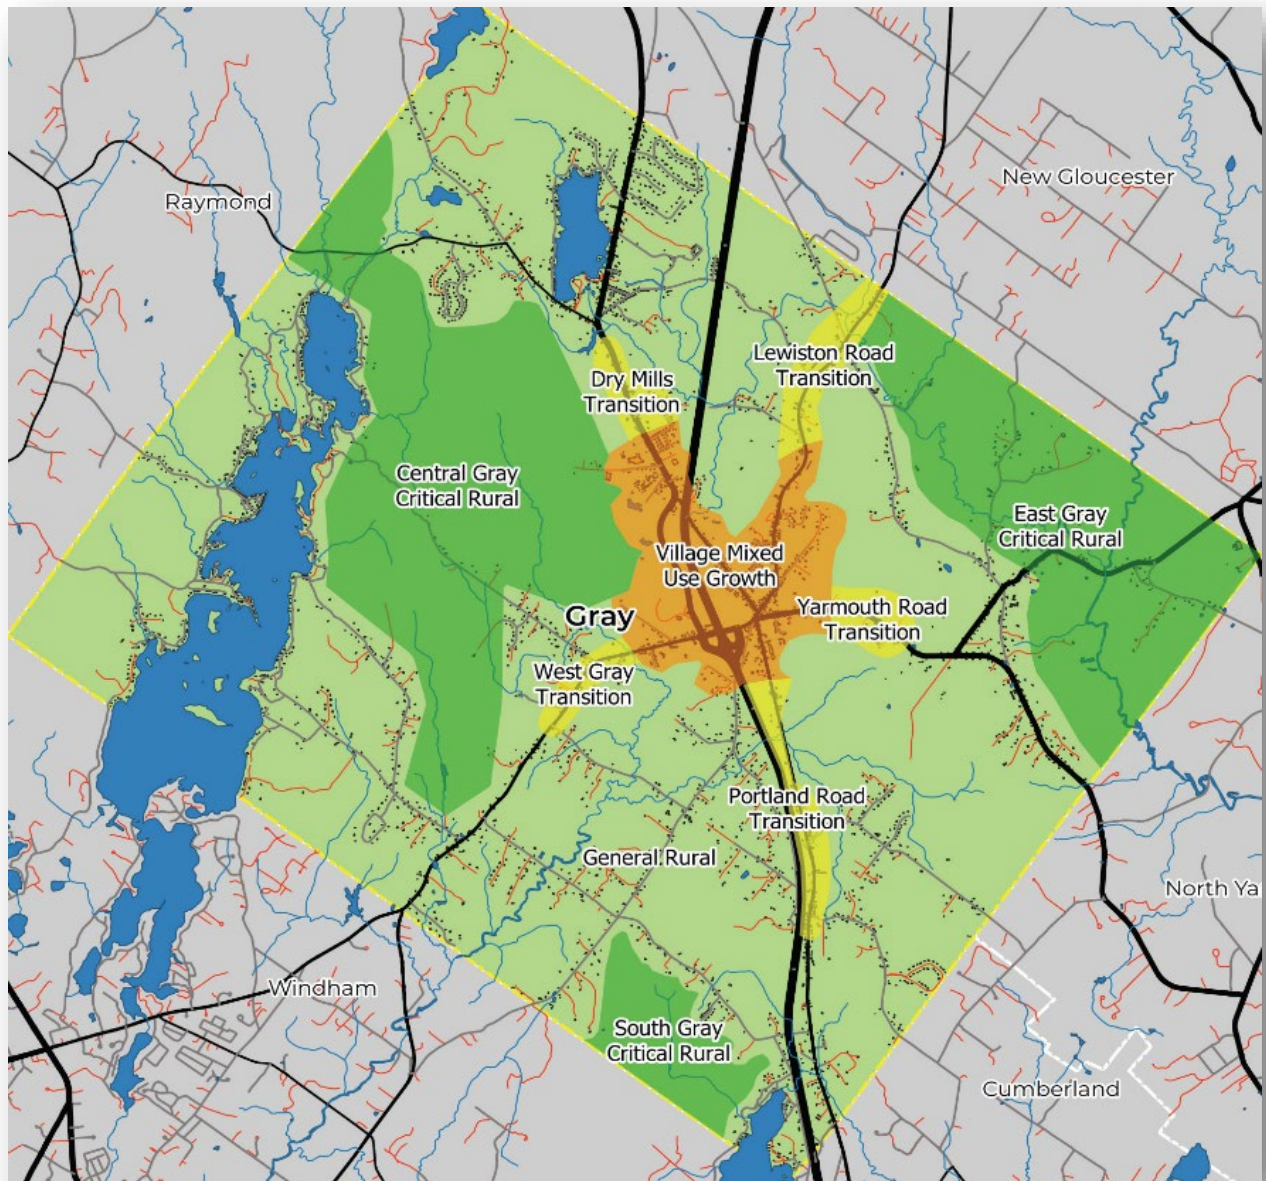 Raymond
New Gloucester
Lewiston Road
Transition
Dry Mills
Transition
Central Gray
Critical Rural
East Gray
Critical Rural
Village Mixed
Use Growth
Gray
Yarmouth Road
Transition
West Gray
Transition
Portland Road
Transition
General Rural
North Ya
Windham
South Gray
Critical Rural
Cumberland